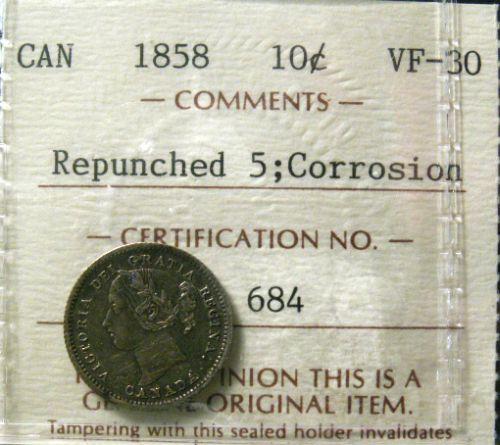 CAN 1858 10¢ VF-30
— COMMENTS —
Repunched 5;Corrosion
— CERTIFICATION NO. —
684
INION THIS IS A
ORIGINAL ITEM.
Tampering with this sealed holder invalidates
VICTORIA DEI GRATIA REGINA.
CANADA